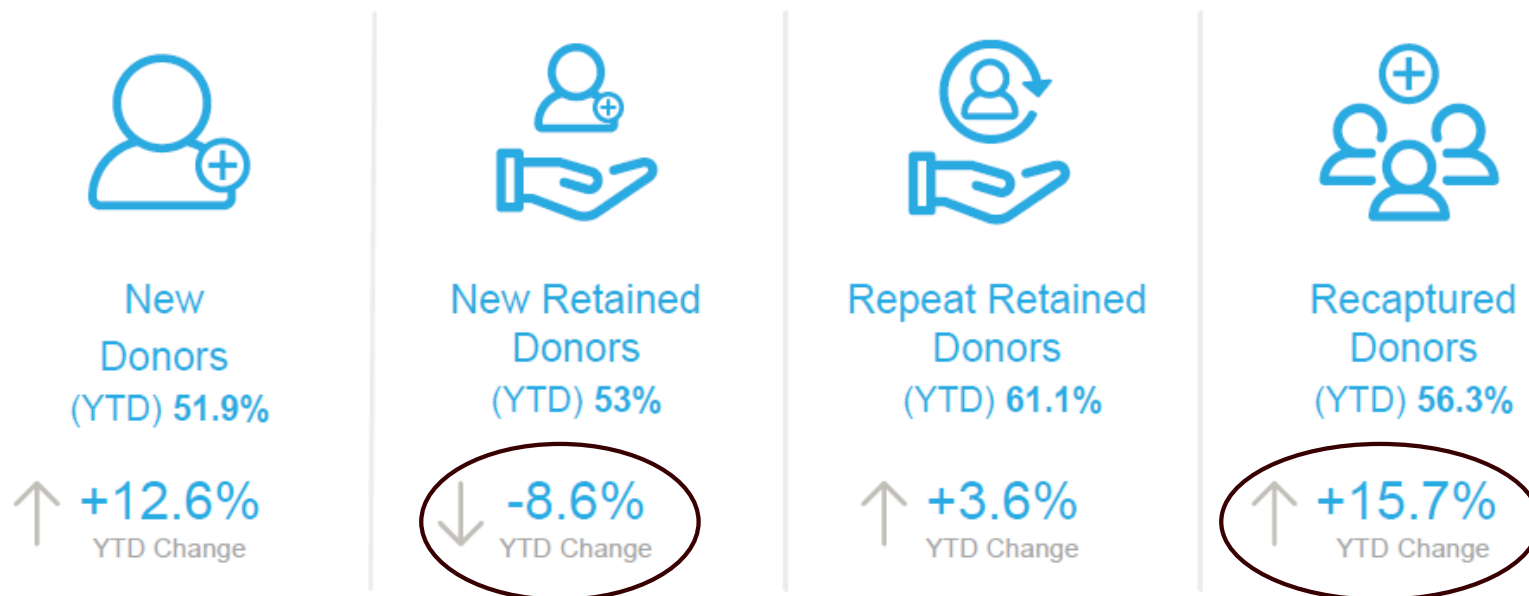 New
Donors
(YTD) 51.9%
+12.6%
YTD Change
New Retained
Donors
(YTD) 53%
-8.6%
YTD Change
Repeat Retained
Donors
(YTD) 61.1%
+3.6%
YTD Change
Recaptured
Donors
(YTD) 56.3%
+15.7%
YTD Change